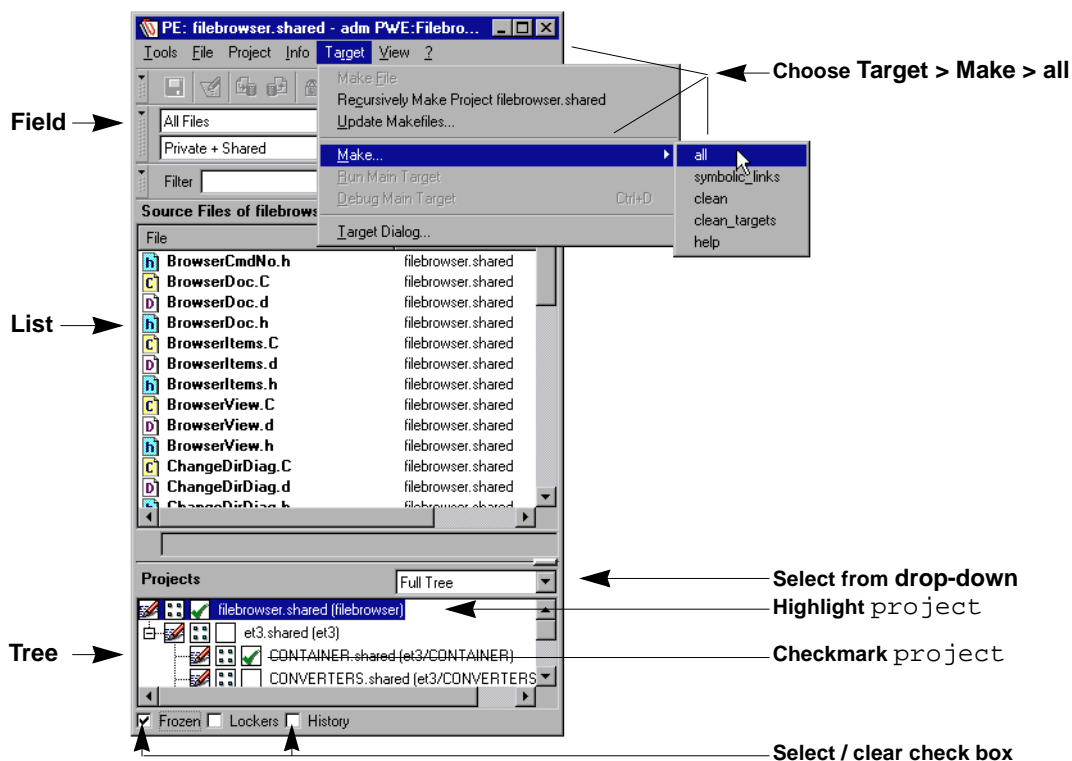 PE: filebrowser.shared - adm PWE:Filebro...
Tools File Project Info Target View ?
Choose Target > Make > all
Make File
Recursively Make Project filebrowser.shared
Update Makefiles...
Field
All Files
Private + Shared
Make...
all
Run Main Target
symbolic_links
Filter
Debug Main Target Ctrl+D
clean
clean_targets
Source Files of filebrows
Target Dialog...
help
File
BrowserCmdNo.h filebrowser.shared
BrowserDoc.C filebrowser.shared
BrowserDoc.d filebrowser.shared
List
BrowserDoc.h filebrowser.shared
BrowserItems.C filebrowser.shared
BrowserItems.d filebrowser.shared
BrowserItems.h filebrowser.shared
BrowserView.C filebrowser.shared
BrowserView.d filebrowser.shared
BrowserView.h filebrowser.shared
ChangeDirDiag.C filebrowser.shared
ChangeDirDiag.d filebrowser.shared
ChangeDirDiag.h filebrowser.shared
Projects
Full Tree
Select from drop-down
filebrowser.shared (filebrowser)
Highlight project
et3.shared (et3)
Tree
CONTAINER.shared (et3/CONTAINER)
Checkmark project
CONVERTERS.shared (et3/CONVERTERS
Frozen Lockers History
Select / clear check box